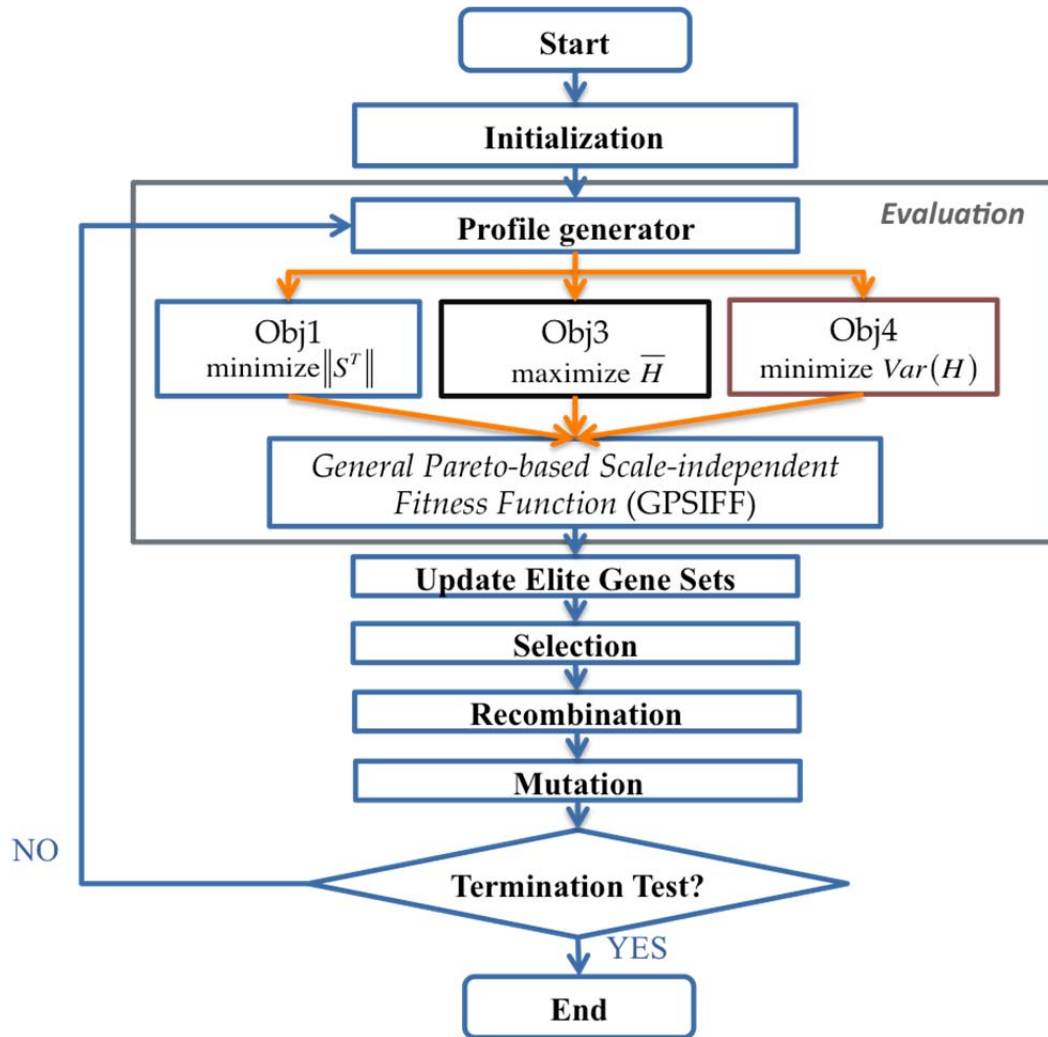 Start
Initialization
Evaluation
Profile generator
Obj1
minimize‖Sᵀ‖
Obj3
maximize H̅
Obj4
minimize Var(H)
General Pareto-based Scale-independent
Fitness Function (GPSIFF)
Update Elite Gene Sets
Selection
Recombination
Mutation
NO
Termination Test?
YES
End